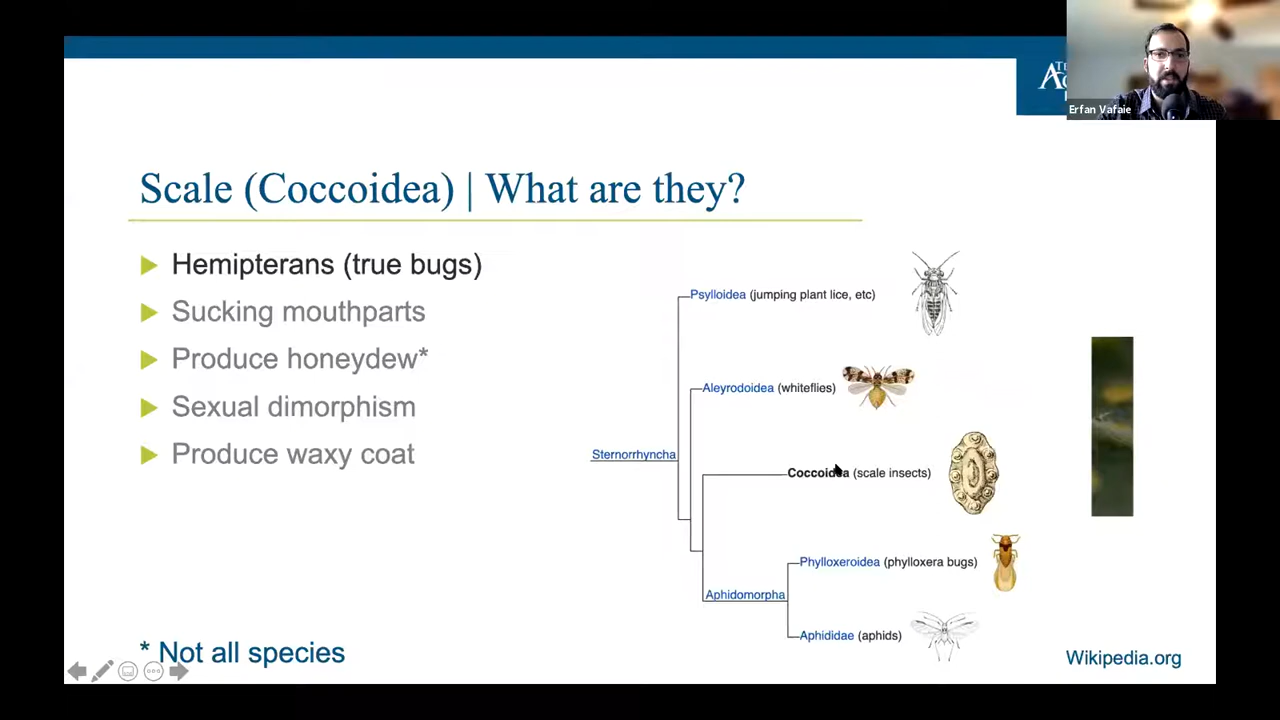 Erfan Vafaie
Scale (Coccoidea) | What are they?
Hemipterans (true bugs)
Sucking mouthparts
Produce honeydew*
Sexual dimorphism
Produce waxy coat
Psylloidea (jumping plant lice, etc)
Aleyrodoidea (whiteflies)
Sternorrhyncha
Coccoidea (scale insects)
Phylloxeroidea (phylloxera bugs)
Aphidomorpha
Aphididae (aphids)
* Not all species
Wikipedia.org